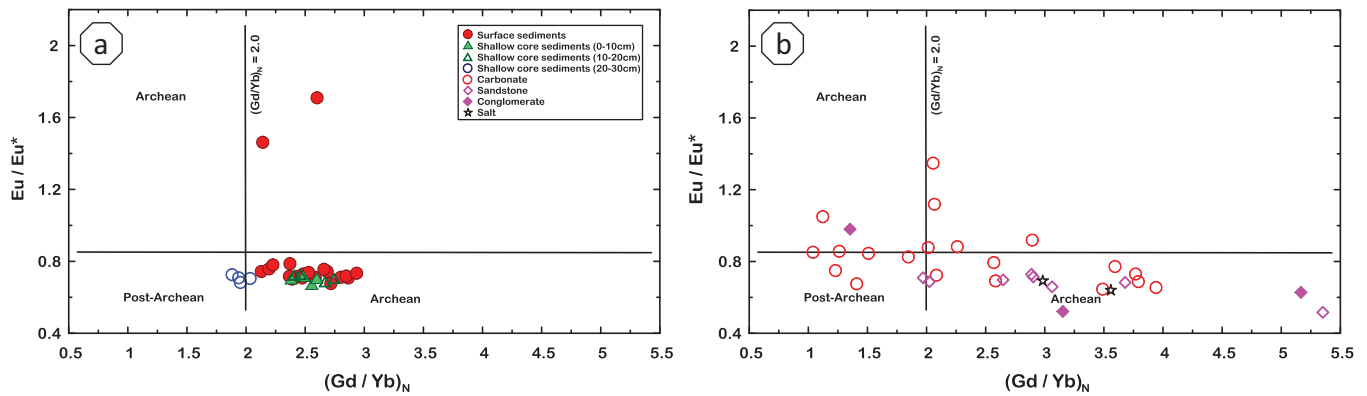 a
2
1.6
1.2
0.8
0.4
Eu / Eu*
Archean
(Gd/Yb)N = 2.0
Surface sediments
Shallow core sediments (0-10cm)
Shallow core sediments (10-20cm)
Shallow core sediments (20-30cm)
Carbonate
Sandstone
Conglomerate
Salt
Post-Archean
Archean
0.5 1 1.5 2 2.5 3 3.5 4 4.5 5 5.5
(Gd / Yb)N
b
2
1.6
1.2
0.8
0.4
Eu / Eu*
Archean
(Gd/Yb)N = 2.0
Post-Archean
Archean
0.5 1 1.5 2 2.5 3 3.5 4 4.5 5 5.5
(Gd / Yb)N